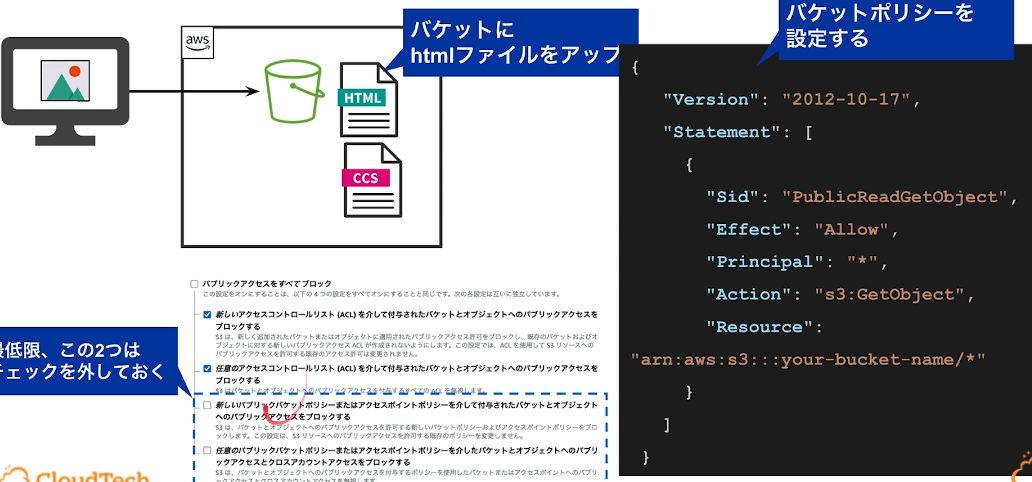 aws
バケットに
htmlファイルをアップ
HTML
CCS
バケットポリシーを
設定する
{
"Version": "2012-10-17",
"Statement": [
{
"Sid": "PublicReadGetObject",
"Effect": "Allow",
"Principal": "*",
"Action": "s3:GetObject",
"Resource":
"arn:aws:s3:::your-bucket-name/*"
}
]
}
パブリックアクセスをすべてブロック
この設定をオンにすることは、以下の 4 つの設定をすべてオンにすることと同じです。次の各設定は互いに独立しています。
新しいアクセスコントロールリスト (ACL) を介して付与されたバケットとオブジェクトへのパブリックアクセスを
ブロックする
S3 は、新しく追加されたバケットまたはオブジェクトに適用されたパブリックアクセス許可をブロックし、既存のバケットおよびオ
ブジェクトに対する新しいパブリックアクセス ACL が作成されないようにします。この設定では、ACL を使用して S3 リソースへの
パブリックアクセスを許可する既存のアクセス許可は変更されません。
任意のアクセスコントロールリスト (ACL) を介して付与されたバケットとオブジェクトへのパブリックアクセスを
ブロックする
S3 はバケットとオブジェクトへのパブリックアクセスを付与するすべての ACL を無視します。
最低限、この2つは
チェックを外しておく
新しいパブリックバケットポリシーまたはアクセスポイントポリシーを介して付与されたバケットとオブジェクト
へのパブリックアクセスをブロックする
S3 は、バケットとオブジェクトへのパブリックアクセスを許可する新しいバケットポリシーおよびアクセスポイントポリシーをブロ
ックします。この設定は、S3 リソースへのパブリックアクセスを許可する既存のポリシーを変更しません。
任意のパブリックバケットポリシーまたはアクセスポイントポリシーを介したバケットとオブジェクトへのパブリ
ックアクセスとクロスアカウントアクセスをブロックする
S3 は、バケットとオブジェクトへのパブリックアクセスを付与するポリシーを使用したバケットまたはアクセスポイントへのパブリ
ックアクセスとクロスアカウントアクセスを無視します。
CloudTech